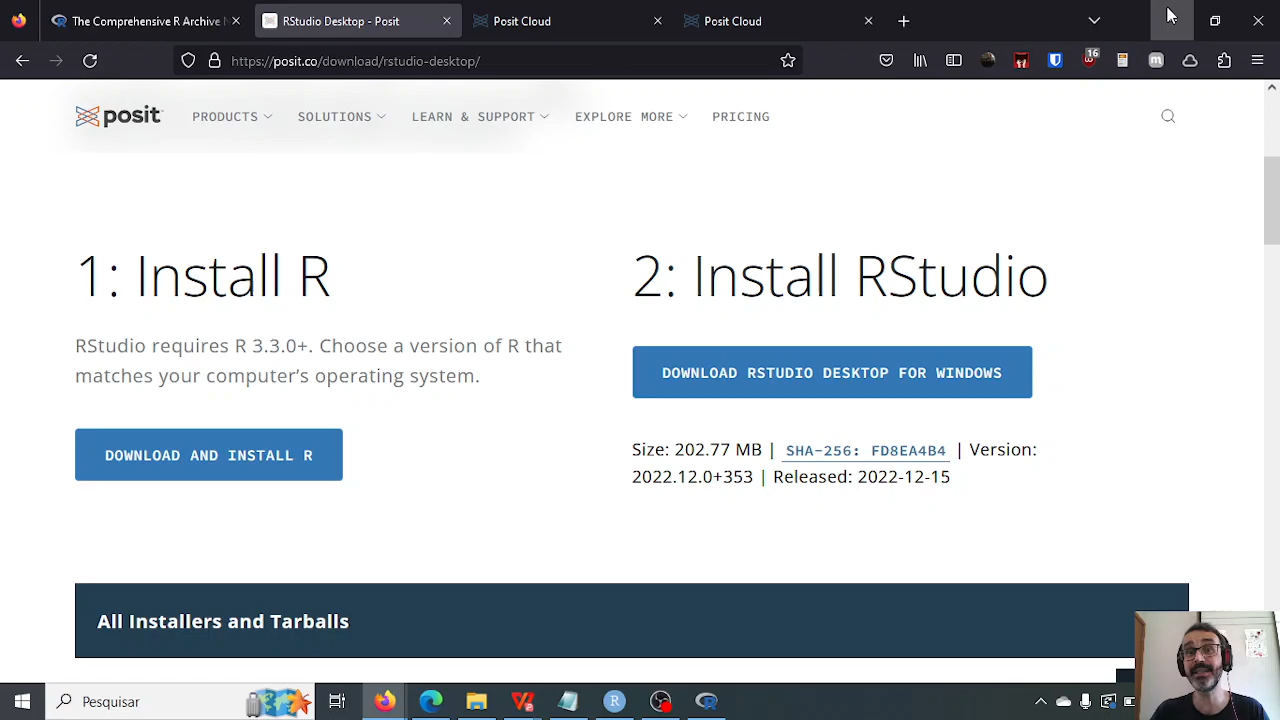 The Comprehensive R Archive N
RStudio Desktop - Posit
Posit Cloud
Posit Cloud
https://posit.co/download/rstudio-desktop/
16
posit
PRODUCTS
SOLUTIONS
LEARN & SUPPORT
EXPLORE MORE
PRICING
1: Install R
RStudio requires R 3.3.0+. Choose a version of R that
matches your computer's operating system.
DOWNLOAD AND INSTALL R
2: Install RStudio
DOWNLOAD RSTUDIO DESKTOP FOR WINDOWS
Size: 202.77 MB | SHA-256: FD8EA4B4 | Version:
2022.12.0+353 | Released: 2022-12-15
All Installers and Tarballs
Pesquisar